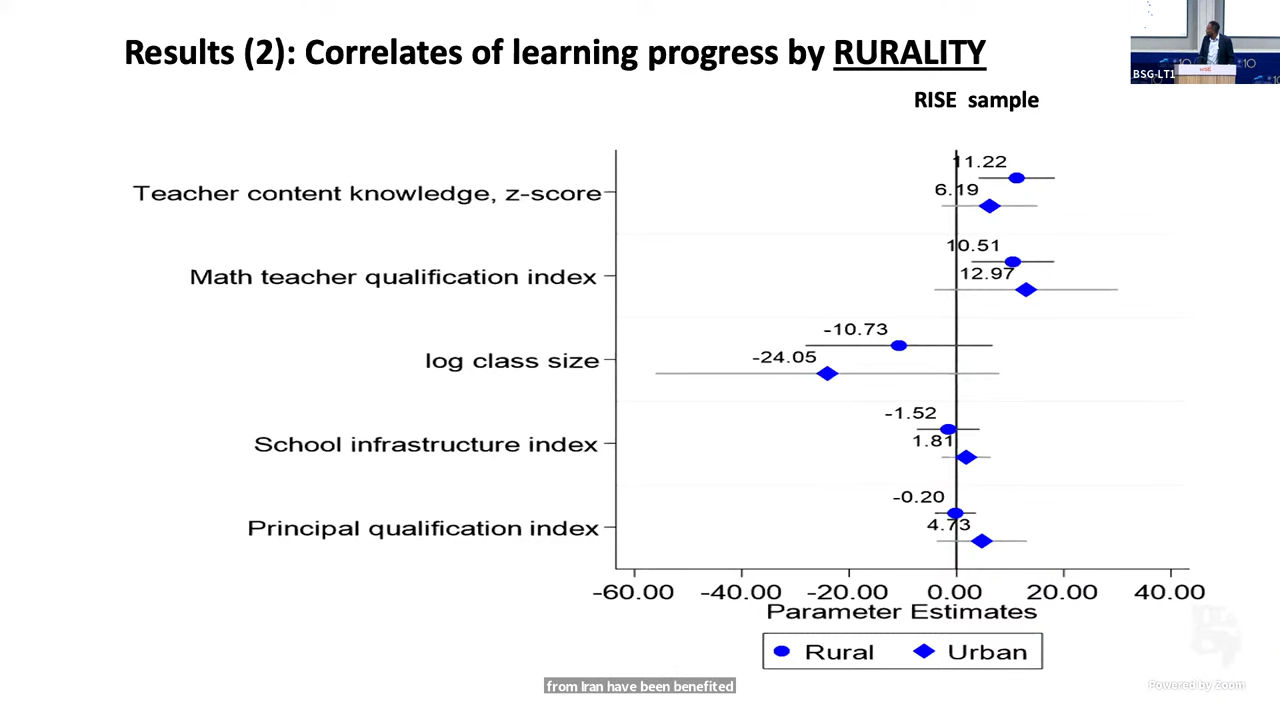 Results (2): Correlates of learning progress by RURALITY
BSG-LT1
RISE sample
11.22
Teacher content knowledge, z-score
6.19
10.51
Math teacher qualification index
12.97
-10.73
log class size
-24.05
-1.52
School infrastructure index
1.81
-0.20
Principal qualification index
4.73
-60.00 -40.00 -20.00 0.00 20.00 40.00
Parameter Estimates
Rural Urban
from Iran have been benefited
Powered by Zoom